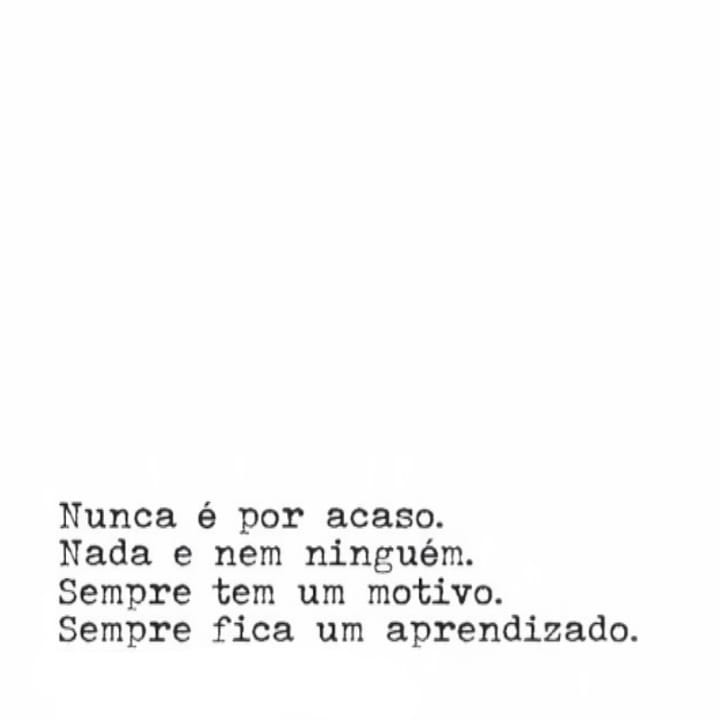 Nunca é por acaso.
Nada e nem ninguém.
Sempre tem um motivo.
Sempre fica um aprendizado.